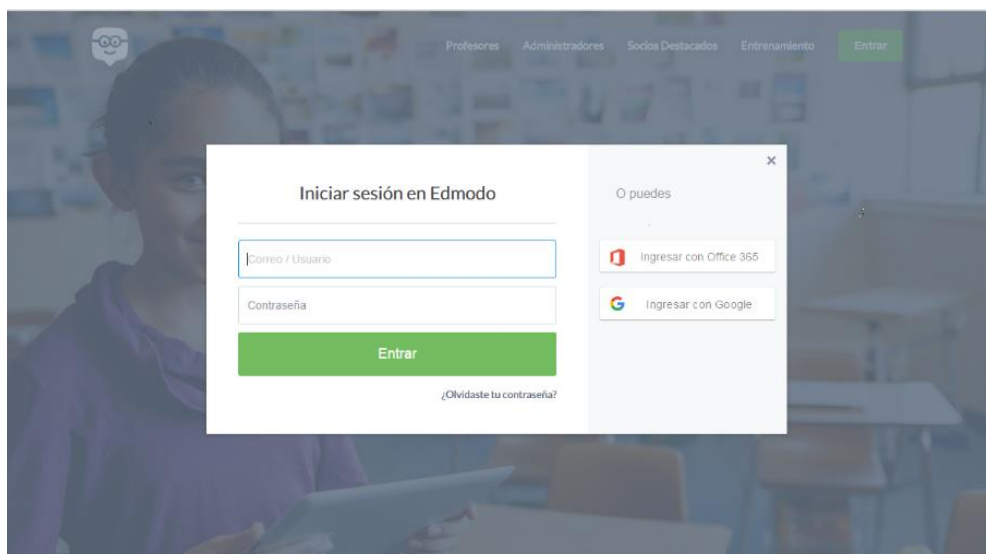 Profesores Administradores Socios Destacados Entrenamiento Entrar
Iniciar sesión en Edmodo
Correo / Usuario
Contraseña
Entrar
¿Olvidaste tu contraseña?
O puedes
Ingresar con Office 365
Ingresar con Google